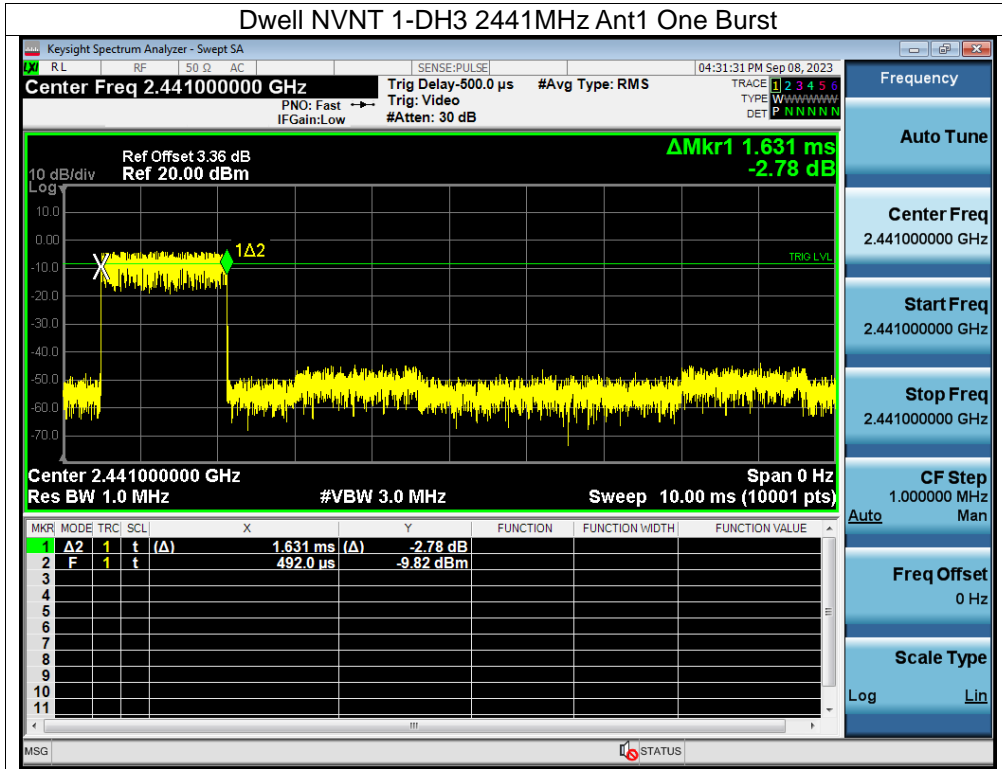 Dwell NVNT 1-DH3 2441MHz Ant1 One Burst
Keysight Spectrum Analyzer - Swept SA
LXI RL RF 50 Ω AC SENSE:PULSE 04:31:31 PM Sep 08, 2023
Center Freq 2.441000000 GHz
PNO: Fast
IFGain:Low
Trig Delay-500.0 µs
Trig: Video
#Atten: 30 dB
#Avg Type: RMS
TRACE 1 2 3 4 5 6
TYPE WWWWWW
DET P N N N N N
ΔMkr1 1.631 ms
-2.78 dB
Ref Offset 3.36 dB
10 dB/div Ref 20.00 dBm
Log
10.0
0.00
-10.0
-20.0
-30.0
-40.0
-50.0
-60.0
-70.0
1Δ2
TRIG LVL
Center 2.441000000 GHz Span 0 Hz
Res BW 1.0 MHz #VBW 3.0 MHz Sweep 10.00 ms (10001 pts)
MKR MODE TRC SCL X Y FUNCTION FUNCTION WIDTH FUNCTION VALUE
1 Δ2 1 t (Δ) 1.631 ms (Δ) -2.78 dB
2 F 1 t 492.0 µs -9.82 dBm
3
4
5
6
7
8
9
10
11
MSG STATUS
Frequency
Auto Tune
Center Freq
2.441000000 GHz
Start Freq
2.441000000 GHz
Stop Freq
2.441000000 GHz
CF Step
1.000000 MHz
Auto Man
Freq Offset
0 Hz
Scale Type
Log Lin